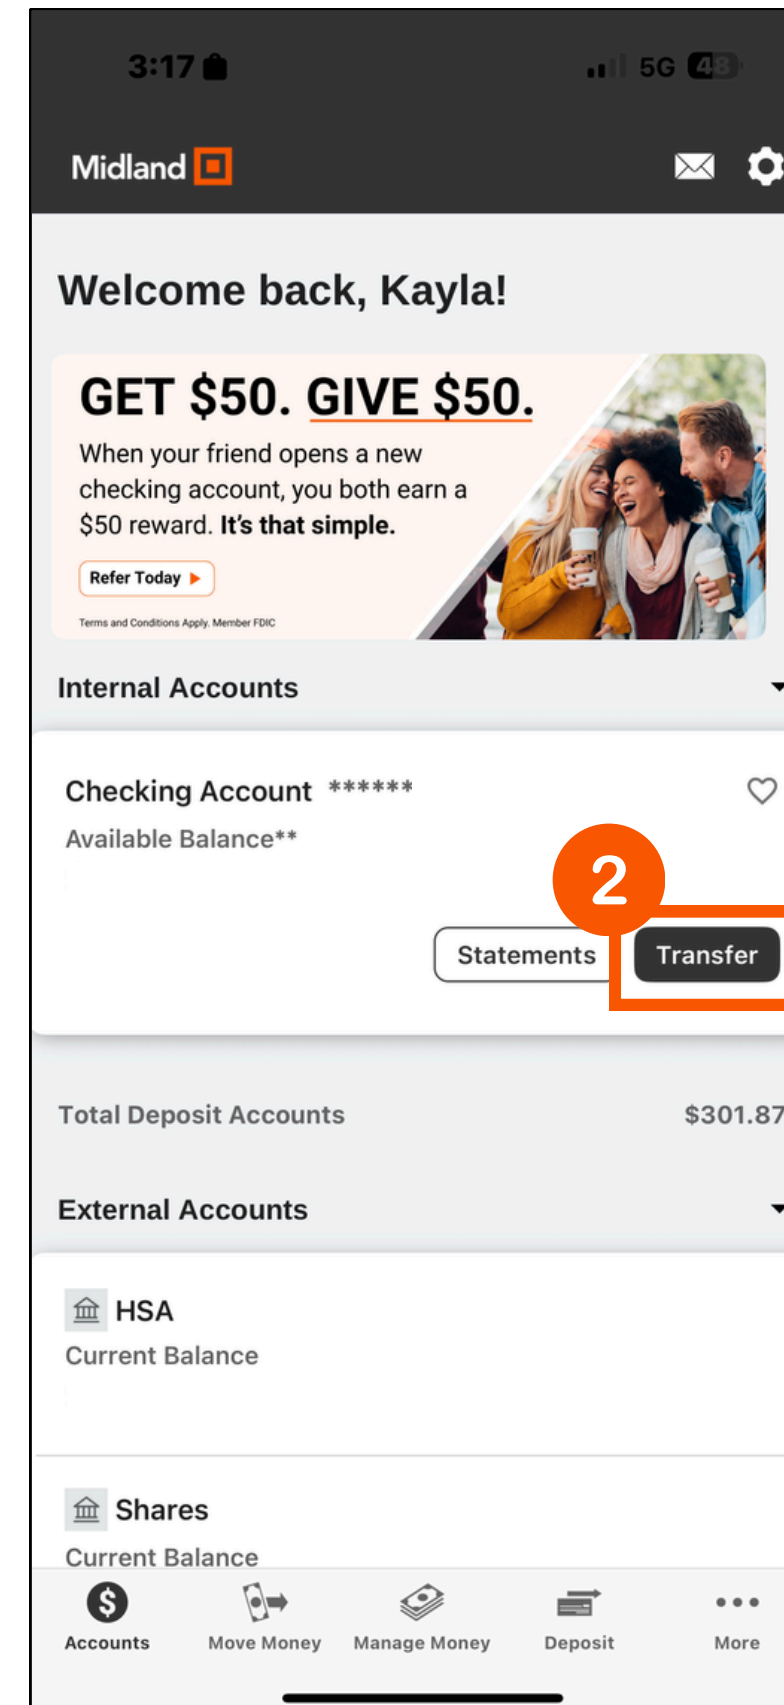 3:17
5G 48
Midland
Welcome back, Kayla!
GET $50. GIVE $50.
When your friend opens a new
checking account, you both earn a
$50 reward. It's that simple.
Refer Today
Terms and Conditions Apply. Member FDIC
Internal Accounts
Checking Account ******
Available Balance**
2
Statements
Transfer
Total Deposit Accounts
$301.87
External Accounts
HSA
Current Balance
Shares
Current Balance
$
Accounts
Move Money
Manage Money
Deposit
More